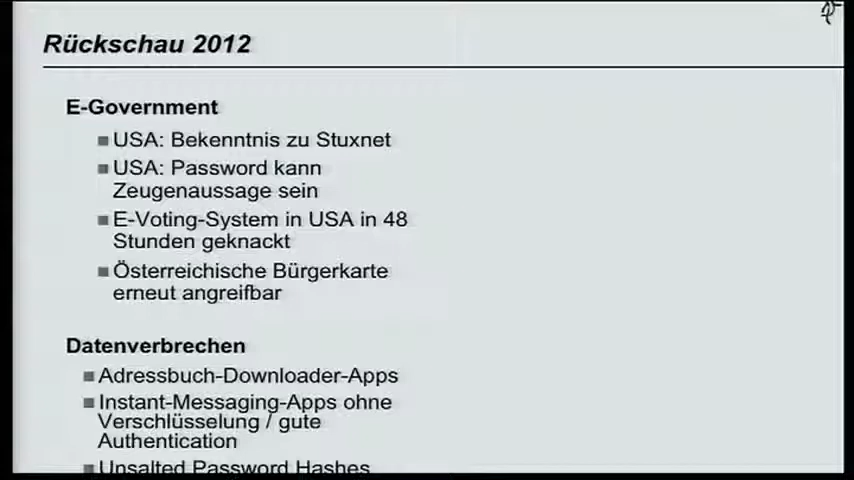 Rückschau 2012
E-Government
USA: Bekenntnis zu Stuxnet
USA: Password kann
Zeugenaussage sein
E-Voting-System in USA in 48
Stunden geknackt
Österreichische Bürgerkarte
erneut angreifbar
Datenverbrechen
Adressbuch-Downloader-Apps
Instant-Messaging-Apps ohne
Verschlüsselung / gute
Authentication
Unsalted Password Hashes